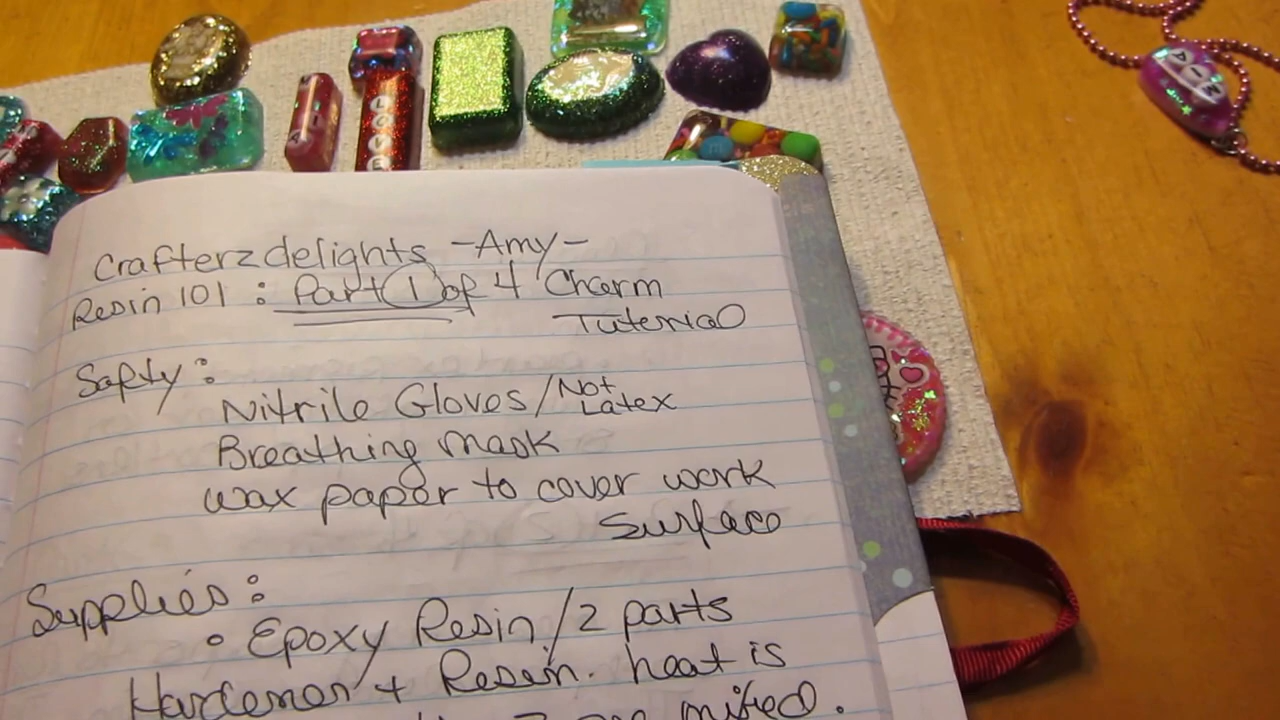 LOVE
Crafterzdelights -Amy-
Resin 101 : Part 1 of 4 Charm
Tuterial
Safty :
Nitrile Gloves / Not Latex
Breathing Mask
Wax paper to cover work
Surface
Supplies :
• Epoxy Resin / 2 parts
Hardener + Resin. heat is
mixed.